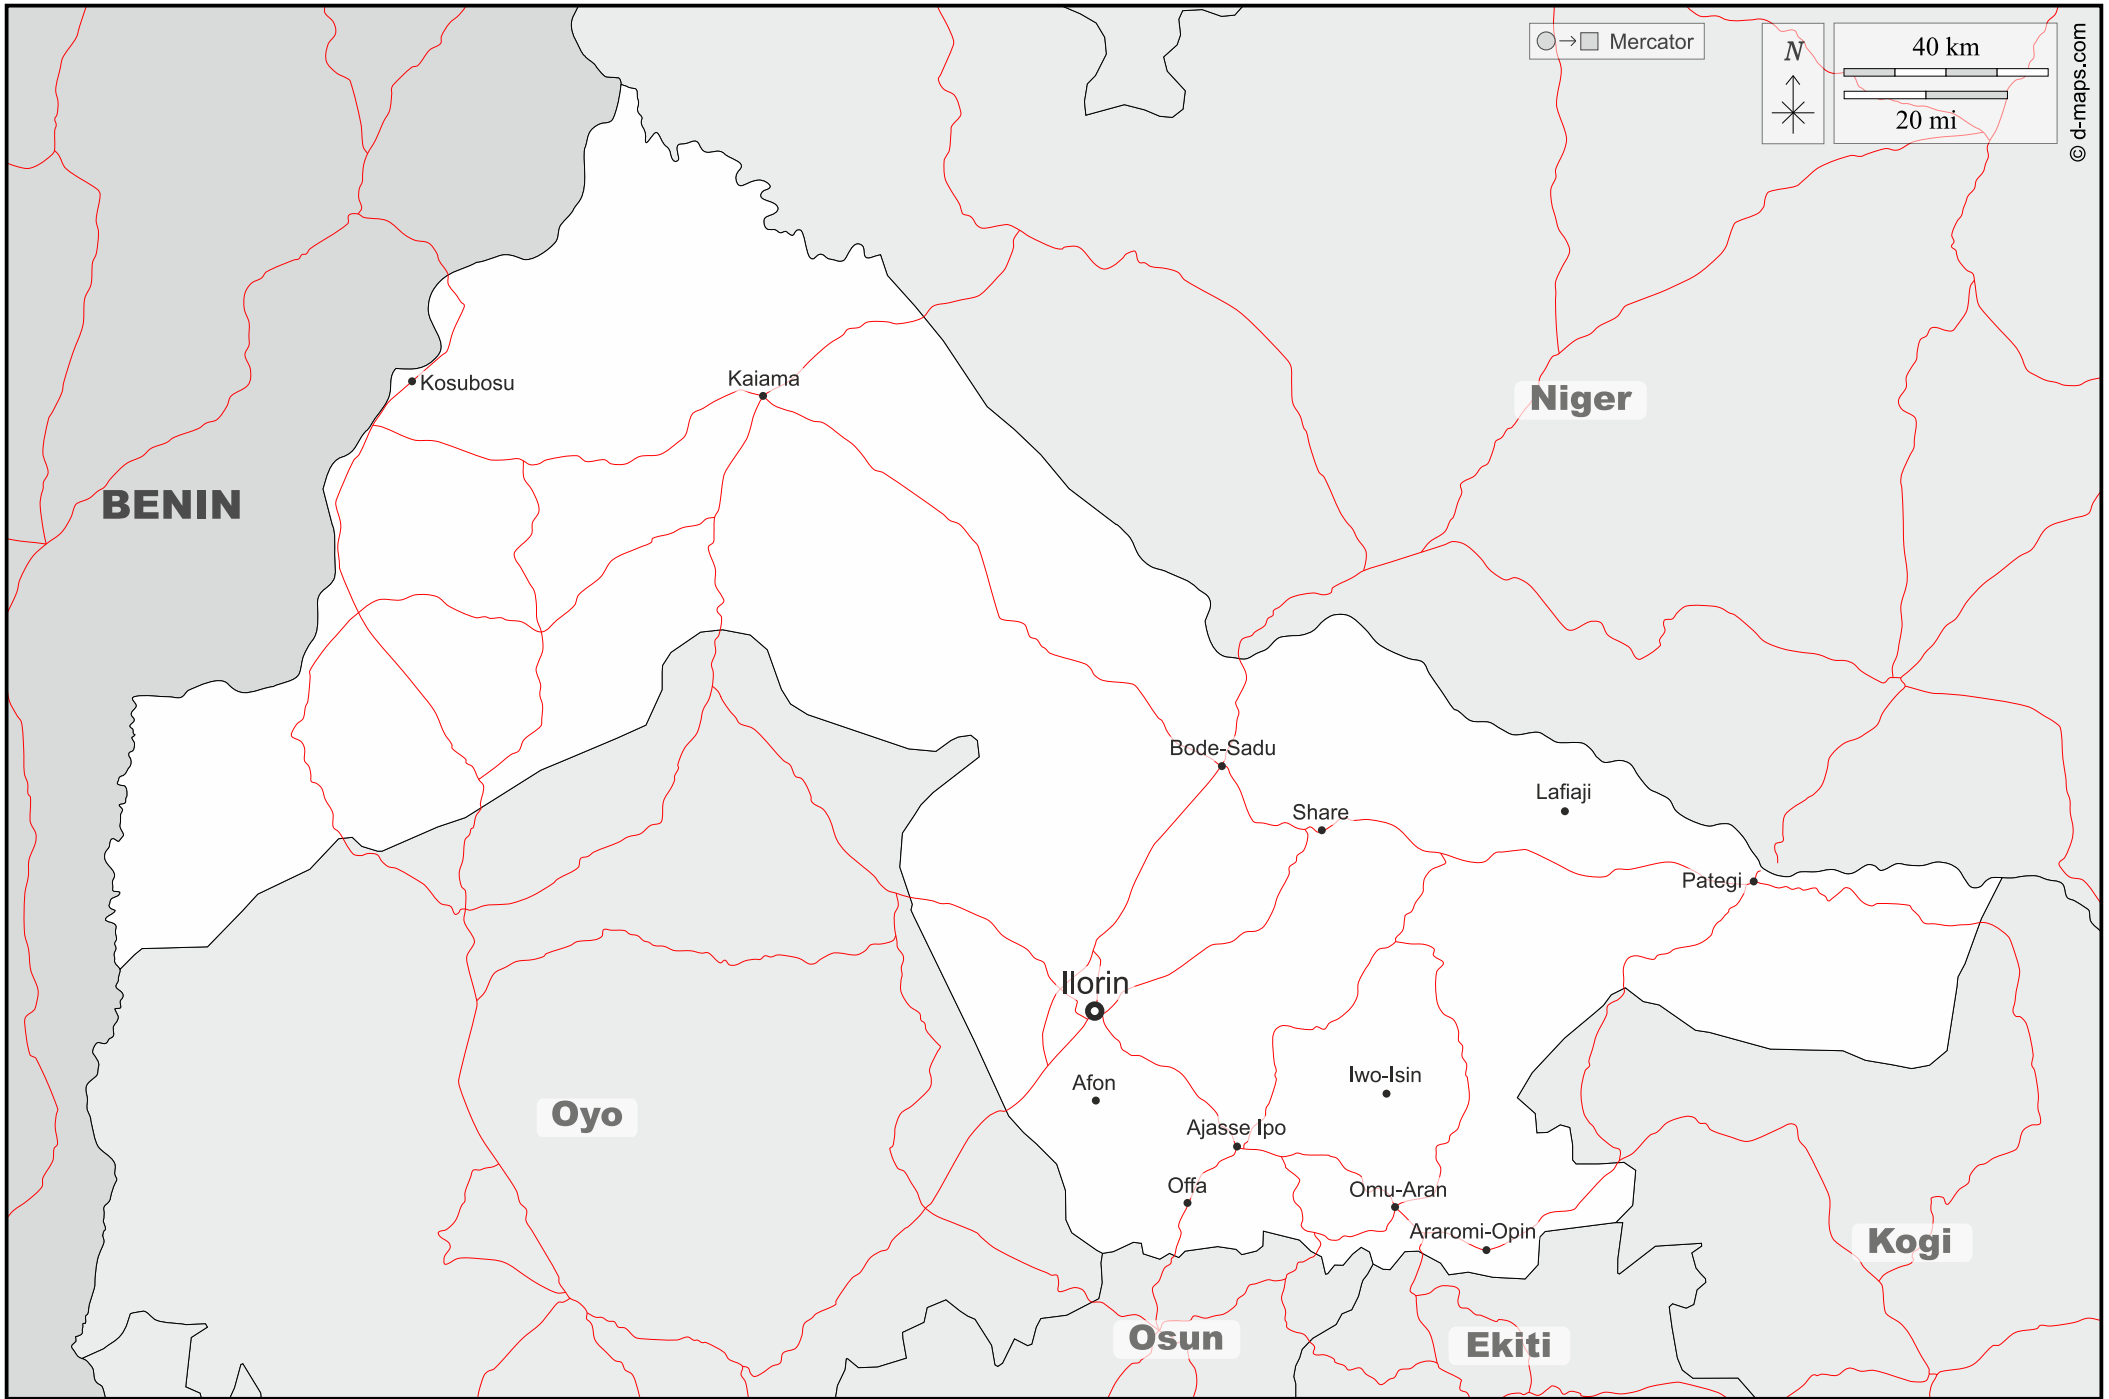 Mercator
N
40 km
20 mi
© d-maps.com
Kosubosu
Kaiama
Niger
BENIN
Bode-Sadu
Lafiaji
Share
Pategi
Ilorin
Afon
Iwo-Isin
Oyo
Ajasse Ipo
Offa
Omu-Aran
Araromi-Opin
Kogi
Osun
Ekiti